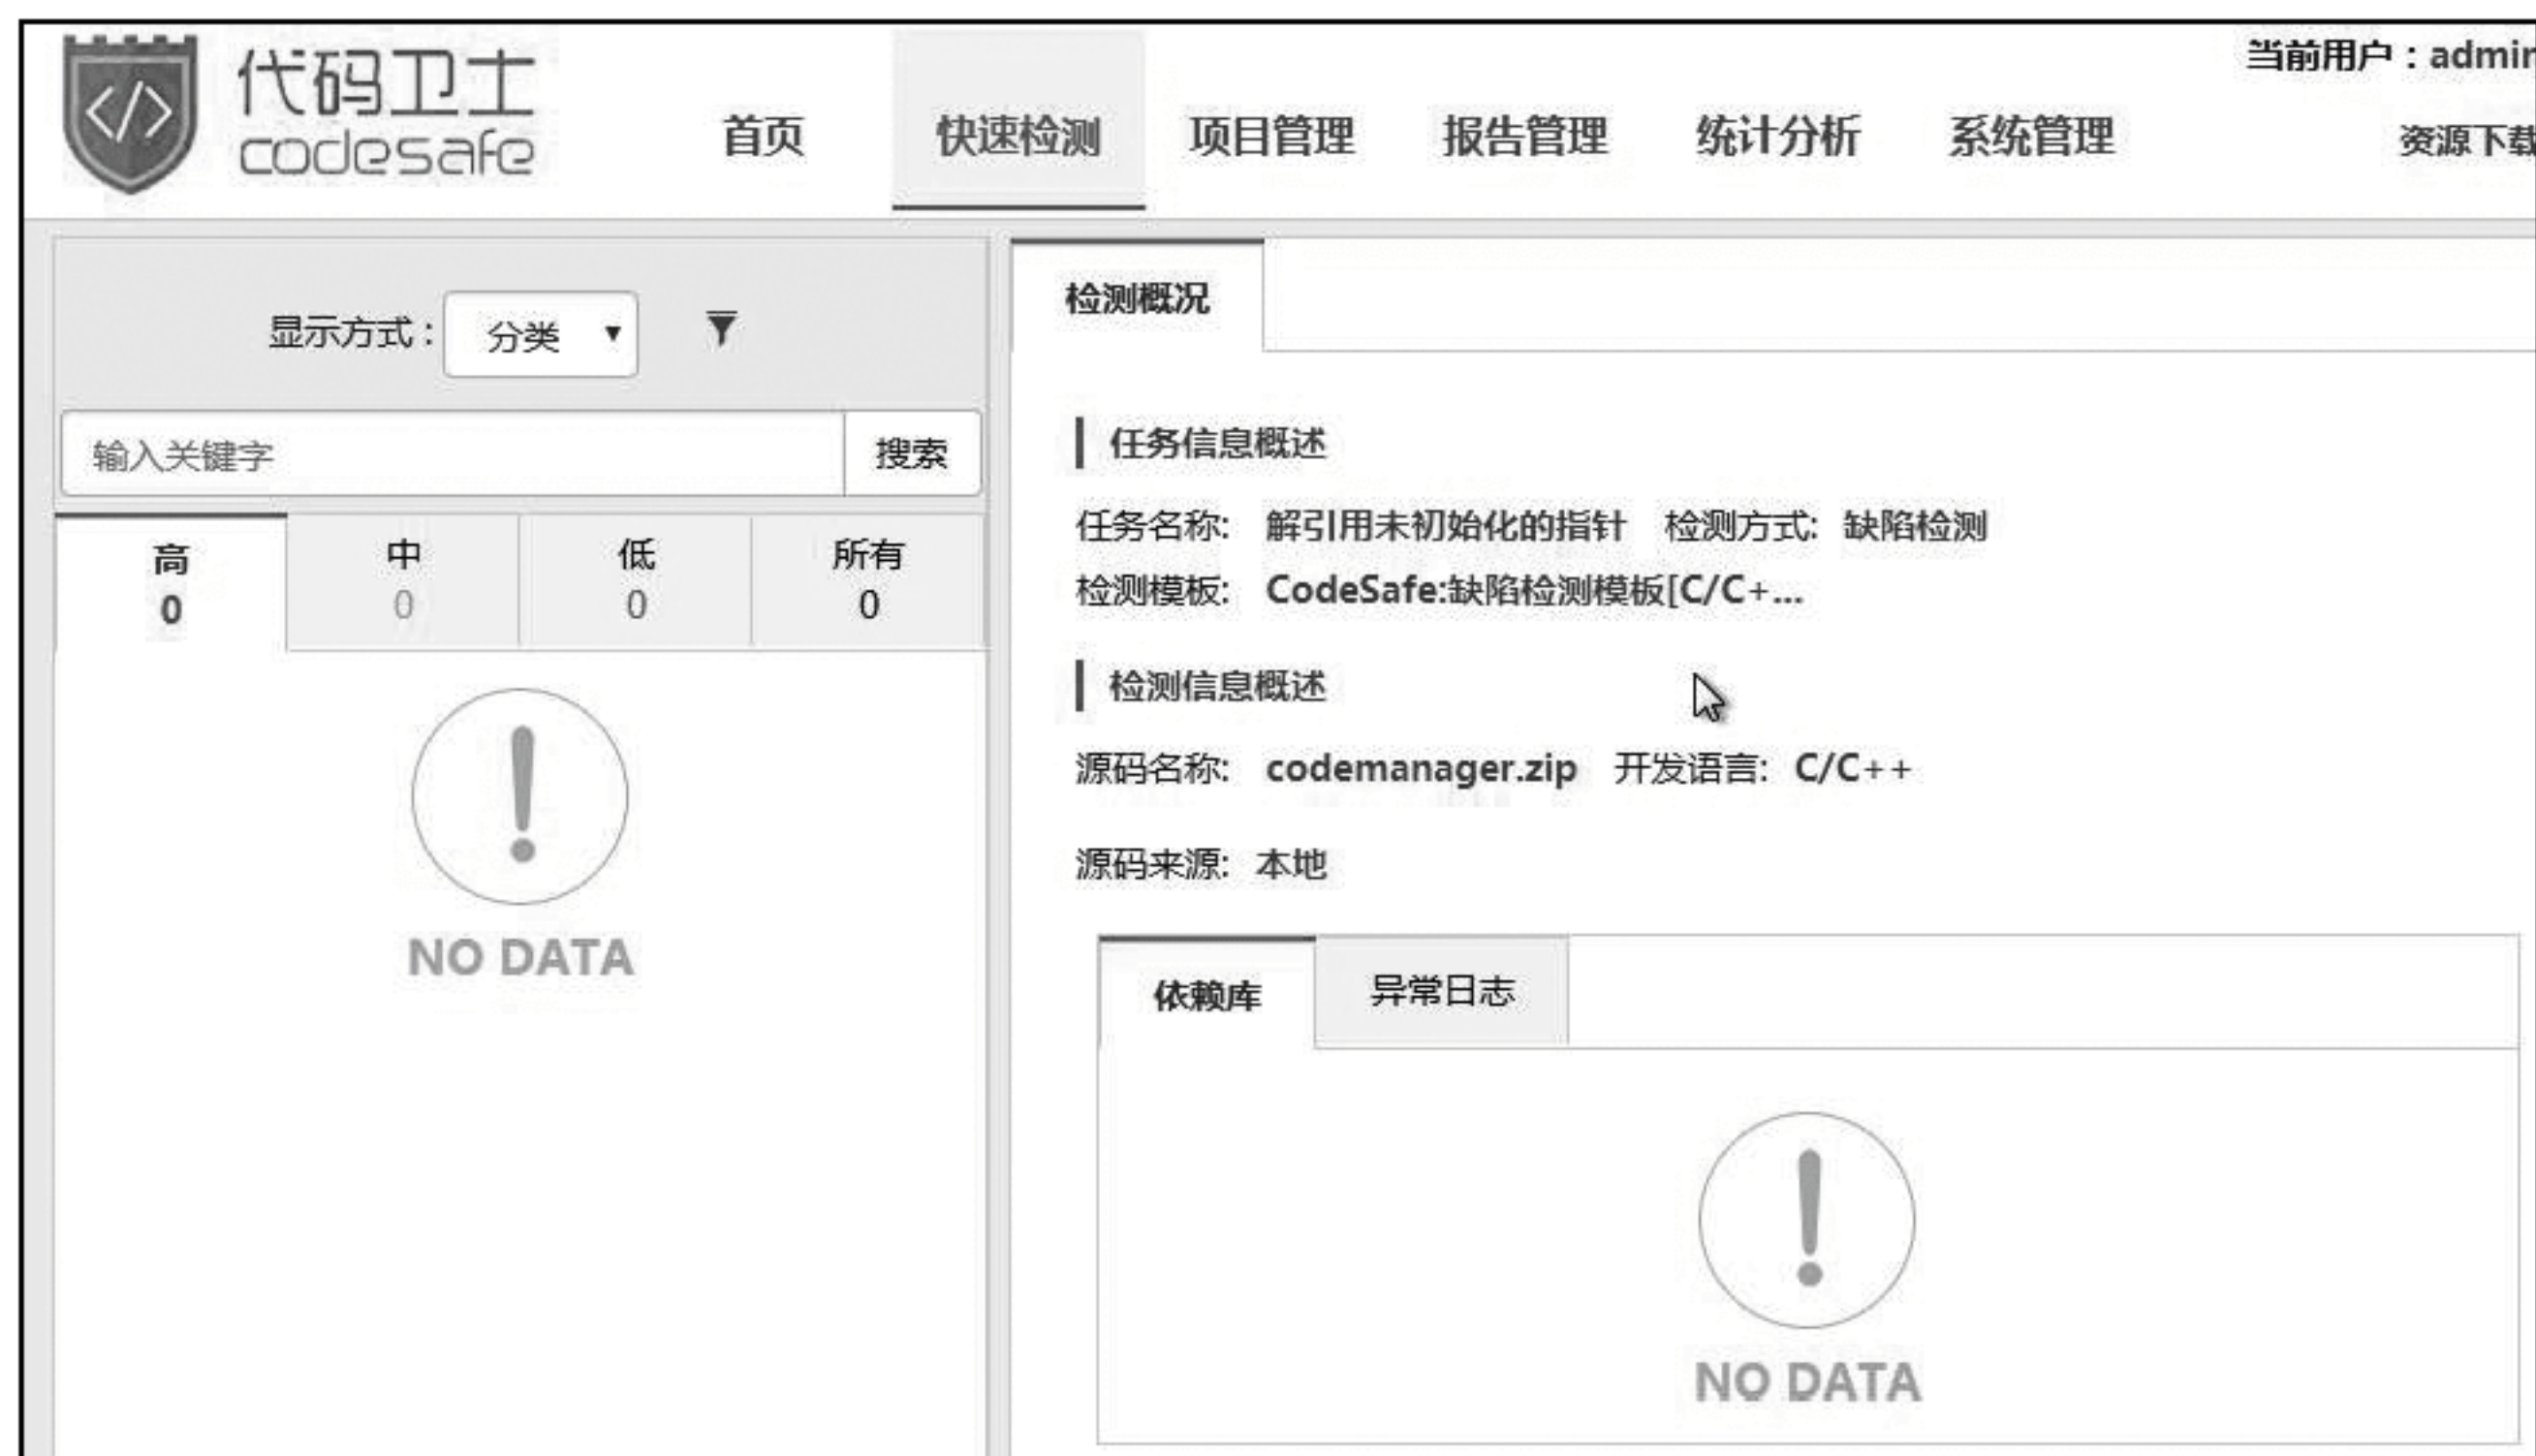 代码卫士
codesafe
当前用户：admin
首页 快速检测 项目管理 报告管理 统计分析 系统管理 资源下载
显示方式： 分类
输入关键字 搜索
高 中 低 所有
0 0 0 0
NO DATA
检测概况
任务信息概述
任务名称: 解引用未初始化的指针 检测方式: 缺陷检测
检测模板: CodeSafe:缺陷检测模板[C/C+...
检测信息概述
源码名称: codemanager.zip 开发语言: C/C++
源码来源: 本地
依赖库 异常日志
NO DATA